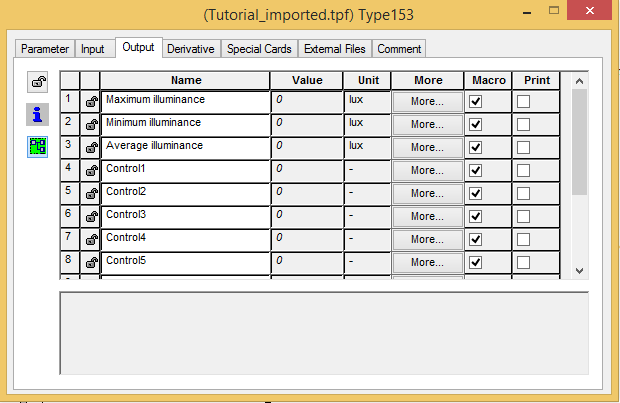 (Tutorial_imported.tpf) Type153
Parameter Input Output Derivative Special Cards External Files Comment
Name Value Unit More Macro Print
1 Maximum illuminance 0 lux More...
2 Minimum illuminance 0 lux More...
3 Average illuminance 0 lux More...
4 Control1 0 - More...
5 Control2 0 - More...
6 Control3 0 - More...
7 Control4 0 - More...
8 Control5 0 - More...